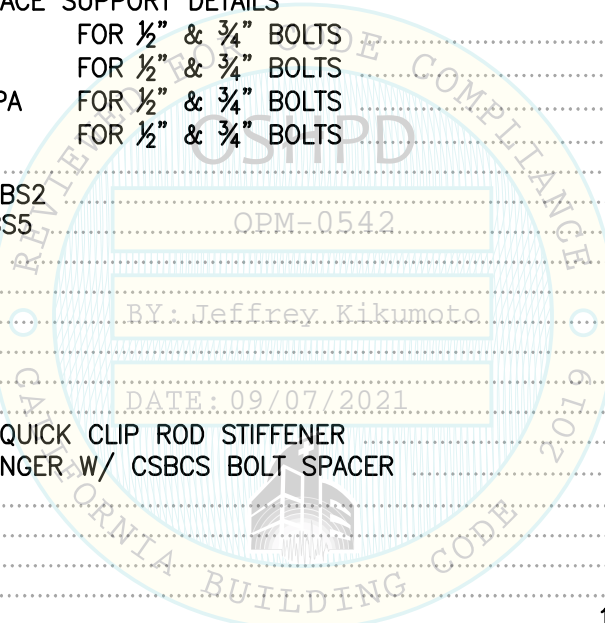 ACE SUPPORT DETAILS
FOR ½" & ¾" BOLTS
FOR ½" & ¾" BOLTS
PA FOR ½" & ¾" BOLTS
FOR ½" & ¾" BOLTS
BS2
S5
QUICK CLIP ROD STIFFENER
NGER W/ CSBCS BOLT SPACER
1
REVIEWED FOR CODE COMPLIANCE
OSHPD
OPM-0542
BY: Jeffrey Kikumoto
DATE: 09/07/2021
CALIFORNIA BUILDING CODE 2019